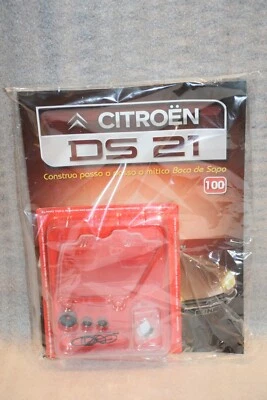 CITROËN
DS 21
Construa passo a passo o mítico Boca de Sapo
100